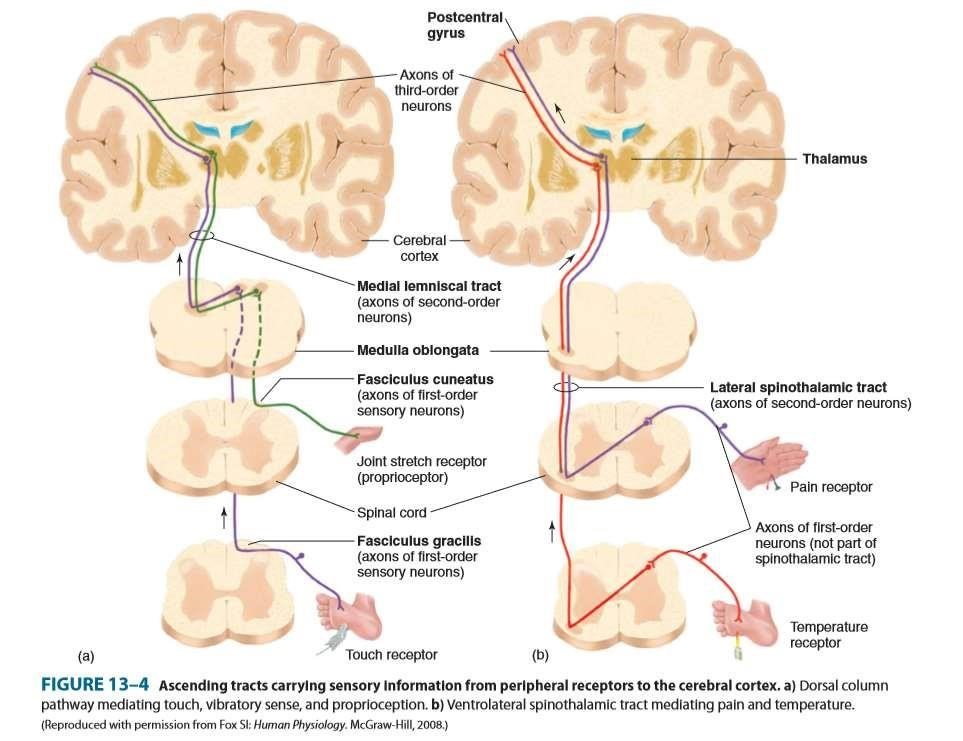 Postcentral
gyrus
Axons of
third-order
neurons
Thalamus
Cerebral
cortex
Medial lemniscal tract
(axons of second-order
neurons)
Medulla oblongata
Fasciculus cuneatus
(axons of first-order
sensory neurons)
Lateral spinothalamic tract
(axons of second-order neurons)
Joint stretch receptor
(proprioceptor)
Pain receptor
Spinal cord
Axons of first-order
neurons (not part of
spinothalamic tract)
Fasciculus gracilis
(axons of first-order
sensory neurons)
Temperature
receptor
Touch receptor
(a)
(b)
FIGURE 13–4 Ascending tracts carrying sensory information from peripheral receptors to the cerebral cortex. a) Dorsal column
pathway mediating touch, vibratory sense, and proprioception. b) Ventrolateral spinothalamic tract mediating pain and temperature.
(Reproduced with permission from Fox SI: Human Physiology. McGraw-Hill, 2008.)